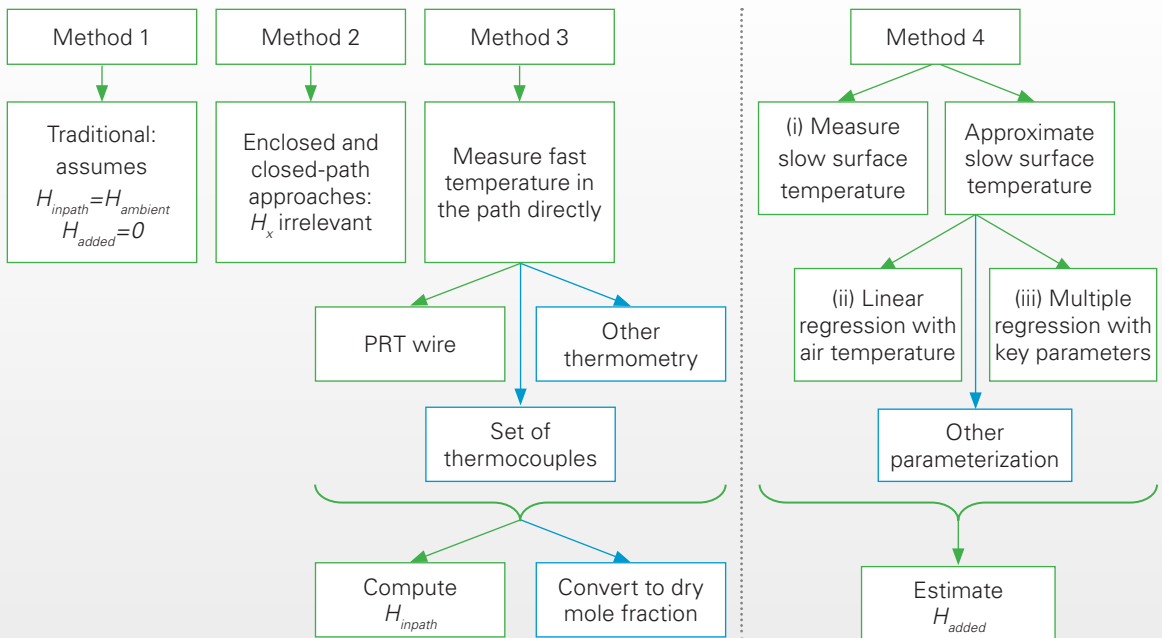 Method 1
Method 2
Method 3
Method 4
Traditional:
assumes
H_inpath=H_ambient
H_added=0
Enclosed and
closed-path
approaches:
H_x irrelevant
Measure fast
temperature in
the path directly
(i) Measure
slow surface
temperature
Approximate
slow surface
temperature
PRT wire
Other
thermometry
(ii) Linear
regression with
air temperature
(iii) Multiple
regression with
key parameters
Set of
thermocouples
Other
parameterization
Compute
H_inpath
Convert to dry
mole fraction
Estimate
H_added